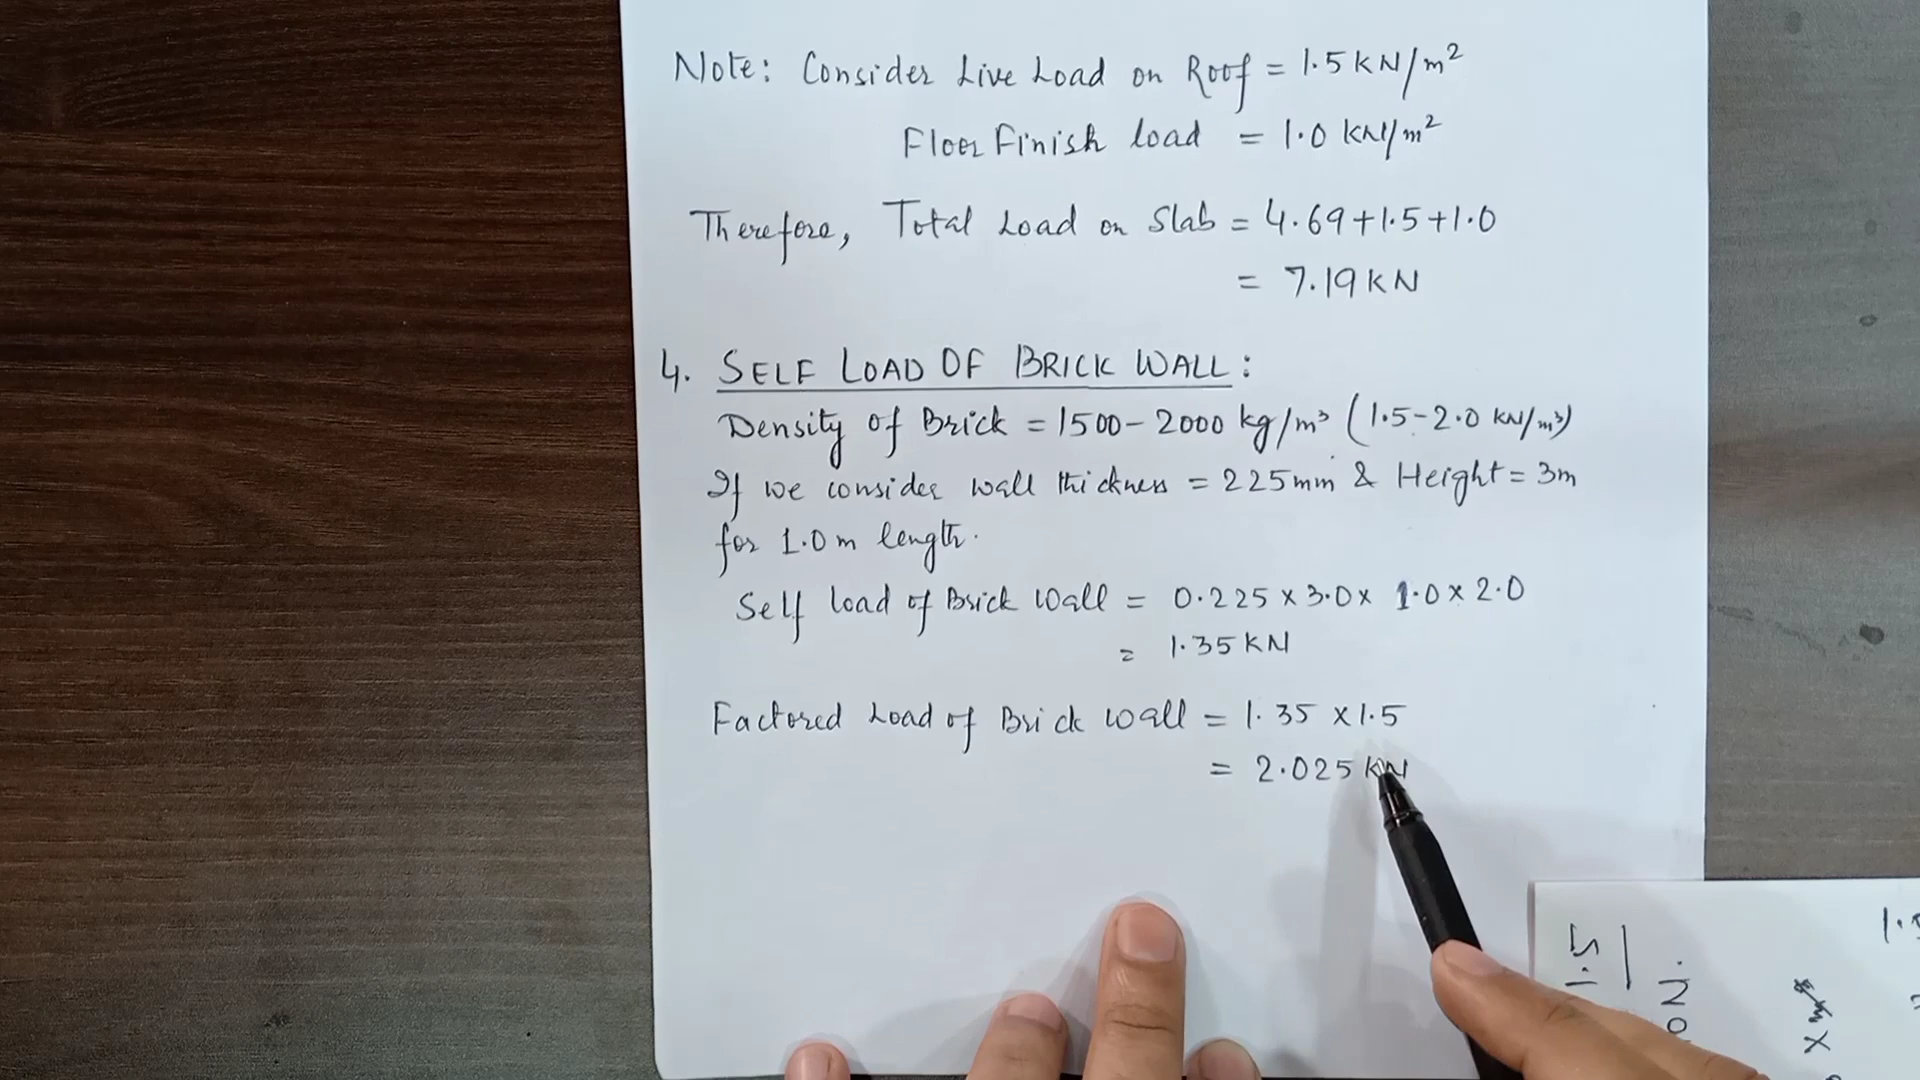 Note: Consider Live Load on Roof = 1.5 KN/m²
Floor Finish load = 1.0 KN/m²
Therefore, Total Load on Slab = 4.69+1.5+1.0
= 7.19 KN
4. SELF LOAD OF BRICK WALL:
Density of Brick = 1500-2000 kg/m³ (1.5-2.0 KN/m³)
If we consider wall thickness = 225mm & Height = 3m
for 1.0m length.
Self load of Brick Wall = 0.225 x 3.0 x 1.0 x 2.0
= 1.35 KN
Factored Load of Brick Wall = 1.35 x 1.5
= 2.025 KN